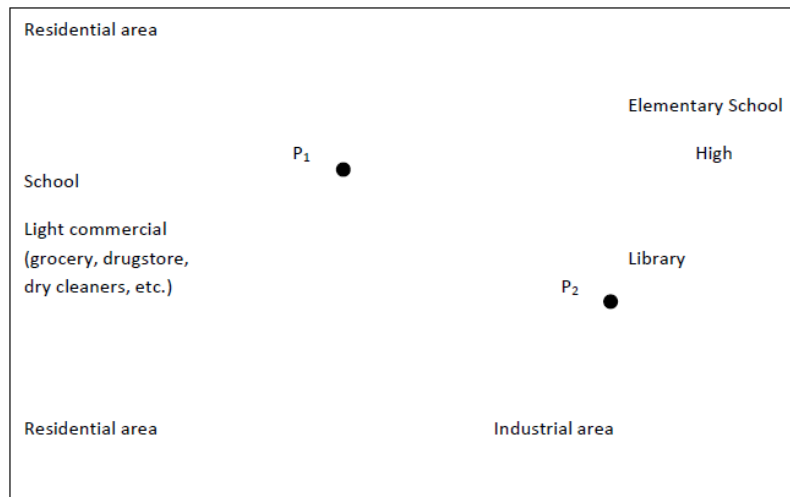 Residential area
Elementary School
P₁ High
School
Light commercial
(grocery, drugstore, Library
dry cleaners, etc.) P₂
Residential area Industrial area